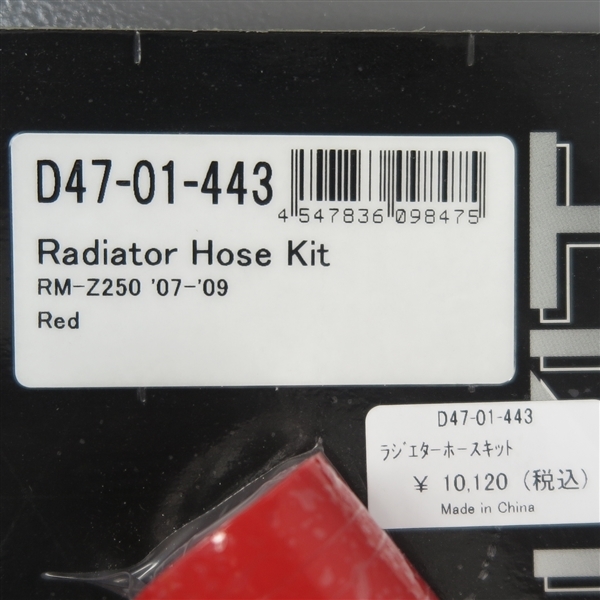 D47-01-443
4 547836 098475
Radiator Hose Kit
RM-Z250 '07-'09
Red
D47-01-443
ﾗｼﾞｴﾀｰﾎｰｽｷｯﾄ
¥ 10,120 (税込)
Made in China